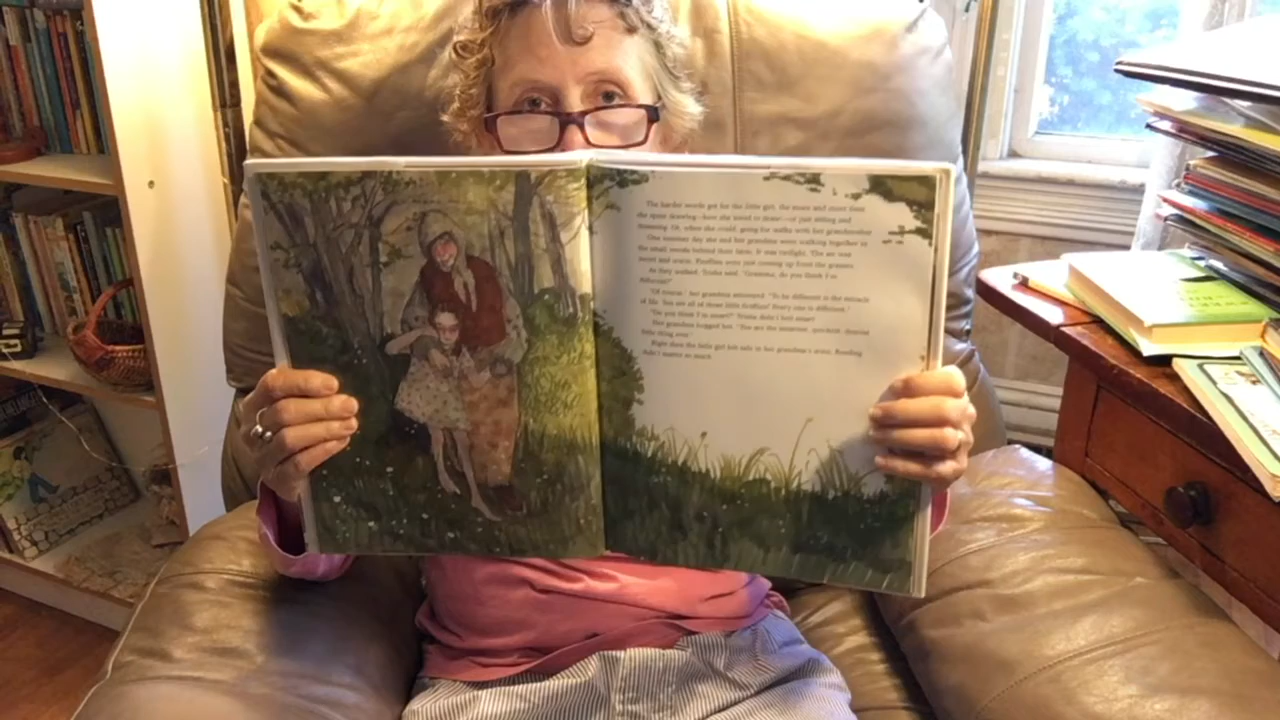 The harder words got for the little girl, the more and more time
she spent drawing—how she loved to draw!—or just sitting and
dreaming. Or, when she could, going for walks with her grandmother.
One summer day she and her grandma were walking together in
the small woods behind their farm. It was twilight. The air was
sweet and warm. Fireflies were just coming up from the grasses.
As they walked, Trisha said, "Gramma, do you think I'm
different?"
"Of course," her grandma answered. "To be different is the miracle
of life. You see all of those little fireflies? Every one is different."
"Do you think I'm smart?" Trisha didn't feel smart.
Her grandma hugged her. "You are the smartest, quickest, dearest
little thing ever."
Right then the little girl felt safe in her grandma's arms. Reading
didn't matter so much.